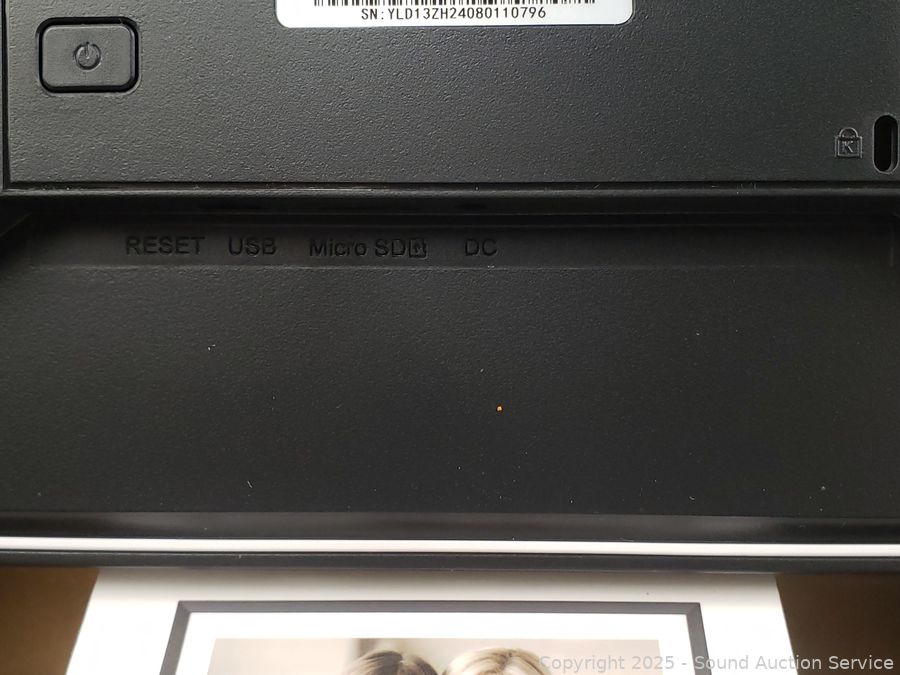 SN:YLD13ZH24080110796
K
RESET USB Micro SD DC
Copyright 2025 - Sound Auction Service